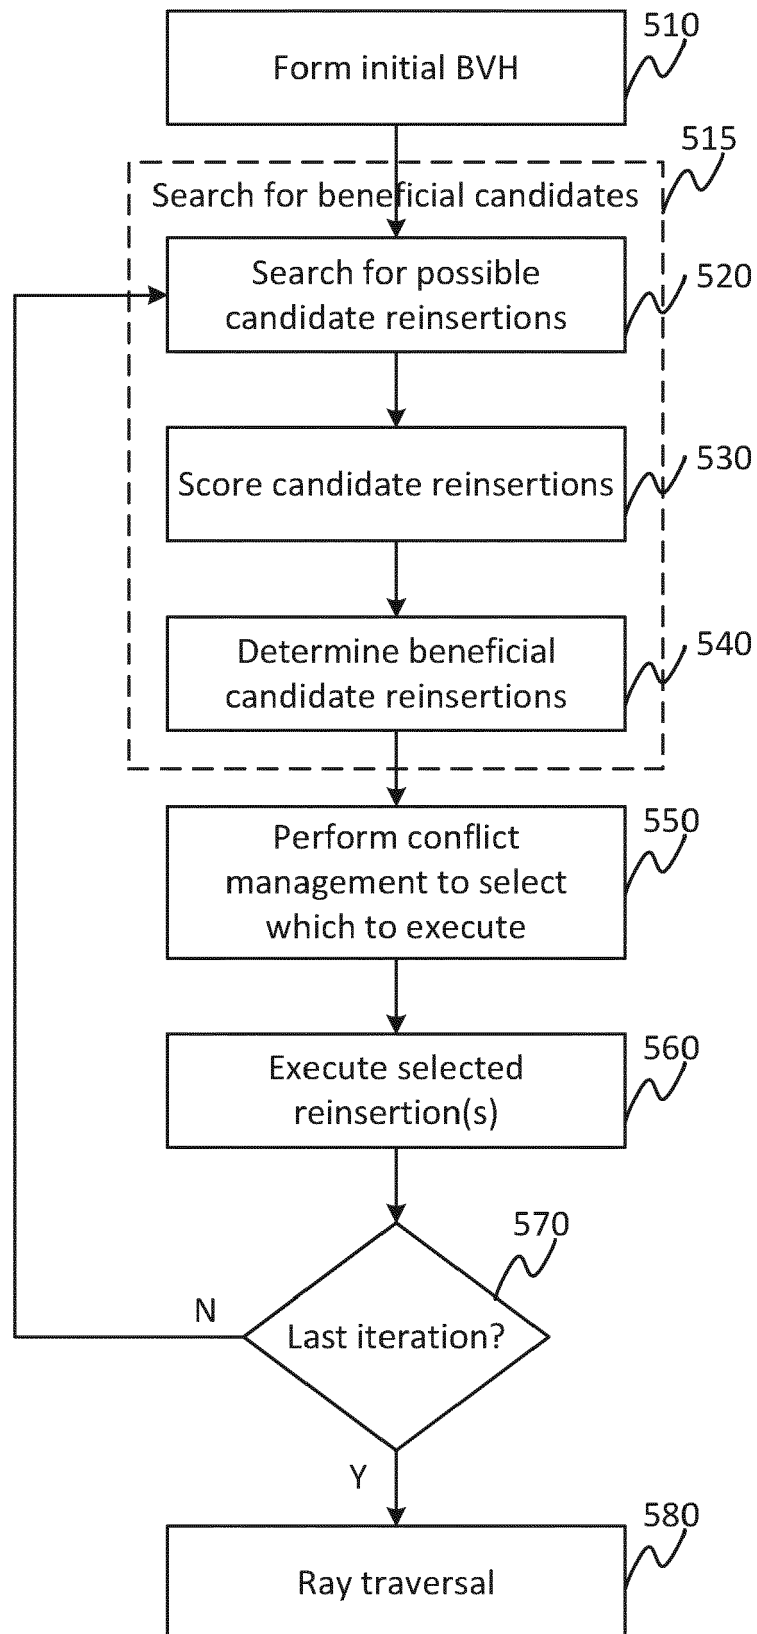 510
Form initial BVH
515
Search for beneficial candidates
520
Search for possible
candidate reinsertions
530
Score candidate reinsertions
540
Determine beneficial
candidate reinsertions
550
Perform conflict
management to select
which to execute
560
Execute selected
reinsertion(s)
570
N
Last iteration?
Y
580
Ray traversal